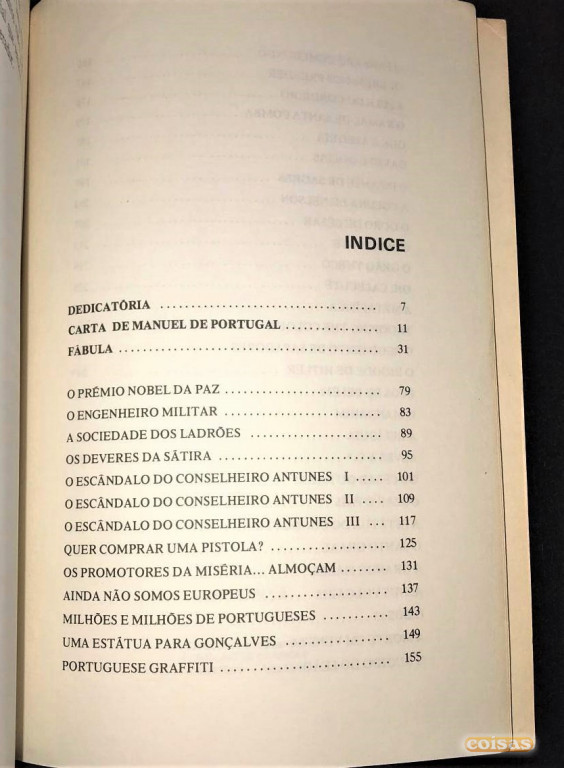 INDICE
DEDICATÓRIA ........ 7
CARTA DE MANUEL DE PORTUGAL ........ 11
FÁBULA ........ 31
O PRÉMIO NOBEL DA PAZ ........ 79
O ENGENHEIRO MILITAR ........ 83
A SOCIEDADE DOS LADRÕES ........ 89
OS DEVERES DA SÁTIRA ........ 95
O ESCÂNDALO DO CONSELHEIRO ANTUNES I ..... 101
O ESCÂNDALO DO CONSELHEIRO ANTUNES II .... 109
O ESCÂNDALO DO CONSELHEIRO ANTUNES III ... 117
QUER COMPRAR UMA PISTOLA? ........ 125
OS PROMOTORES DA MISÉRIA... ALMOÇAM ........ 131
AINDA NÃO SOMOS EUROPEUS ........ 137
MILHÕES E MILHÕES DE PORTUGUESES ........ 143
UMA ESTÁTUA PARA GONÇALVES ........ 149
PORTUGUESE GRAFFITI ........ 155
coisas